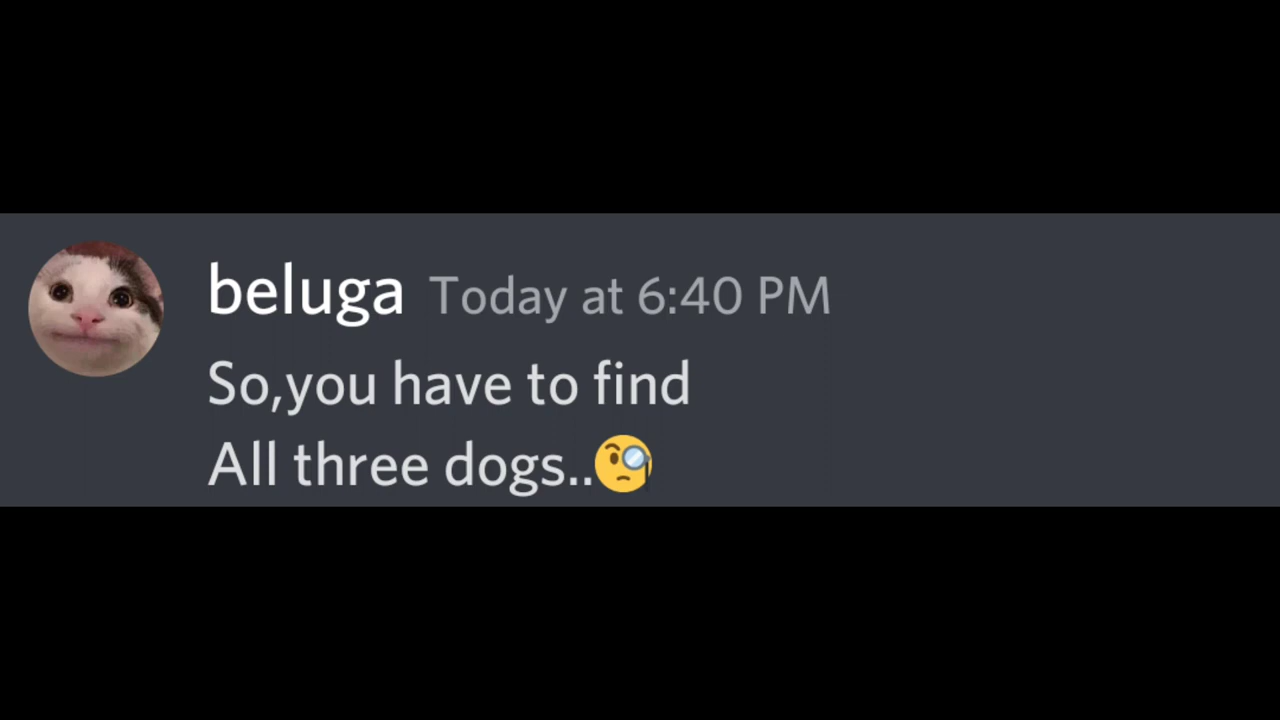 beluga Today at 6:40 PM
So,you have to find
All three dogs..🧐